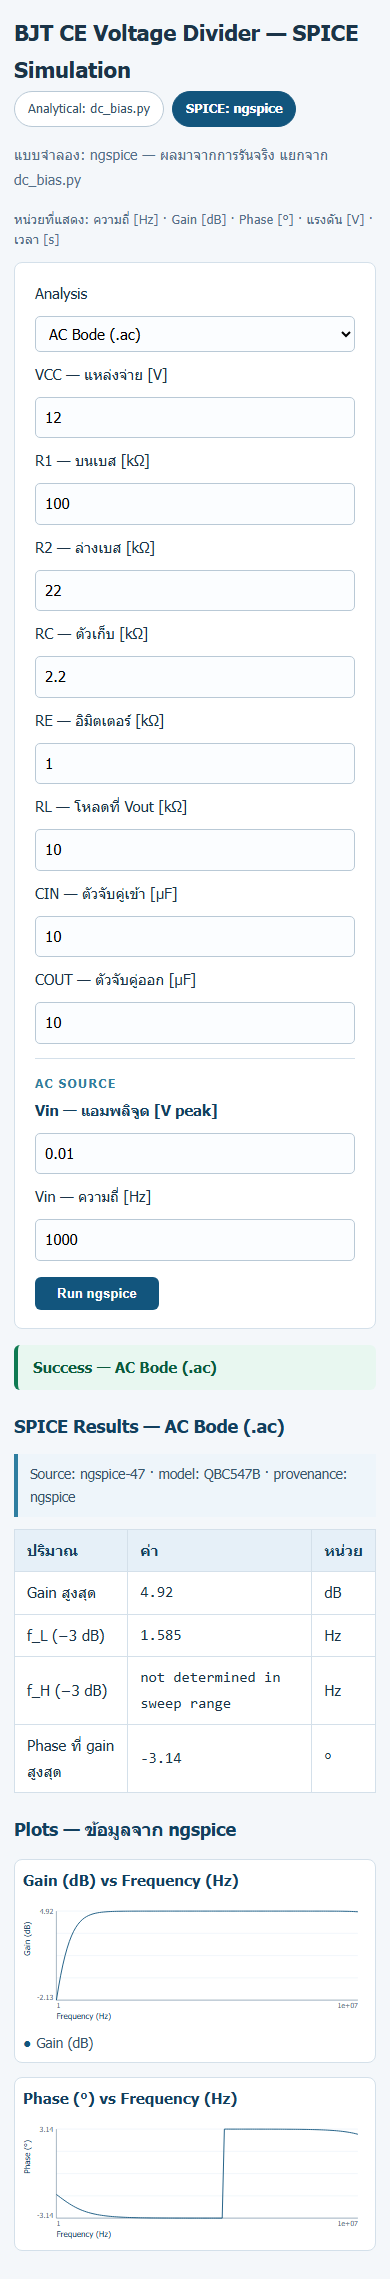 BJT CE Voltage Divider — SPICE
Simulation
Analytical: dc_bias.py
SPICE: ngspice
แบบจำลอง: ngspice — ผลมาจากการรันจริง แยกจาก
dc_bias.py
หน่วยที่แสดง: ความถี่ [Hz] · Gain [dB] · Phase [°] · แรงดัน [V] ·
เวลา [s]
Analysis
AC Bode (.ac)
VCC — แหล่งจ่าย [V]
12
R1 — บนเบส [kΩ]
100
R2 — ล่างเบส [kΩ]
22
RC — ตัวเก็บ [kΩ]
2.2
RE — อิมิตเตอร์ [kΩ]
1
RL — โหลดที่ Vout [kΩ]
10
CIN — ตัวจับคู่เข้า [µF]
10
COUT — ตัวจับคู่ออก [µF]
10
AC SOURCE
Vin — แอมพลิจูด [V peak]
0.01
Vin — ความถี่ [Hz]
1000
Run ngspice
Success — AC Bode (.ac)
SPICE Results — AC Bode (.ac)
Source: ngspice-47 · model: QBC547B · provenance:
ngspice
ปริมาณ ค่า หน่วย
Gain สูงสุด 4.92 dB
f_L (−3 dB) 1.585 Hz
f_H (−3 dB) not determined in
sweep range Hz
Phase ที่ gain
สูงสุด -3.14 °
Plots — ข้อมูลจาก ngspice
Gain (dB) vs Frequency (Hz)
4.92
Gain (dB)
-2.13
1 1e+07
Frequency (Hz)
● Gain (dB)
Phase (°) vs Frequency (Hz)
3.14
Phase (°)
-3.14
1 1e+07
Frequency (Hz)